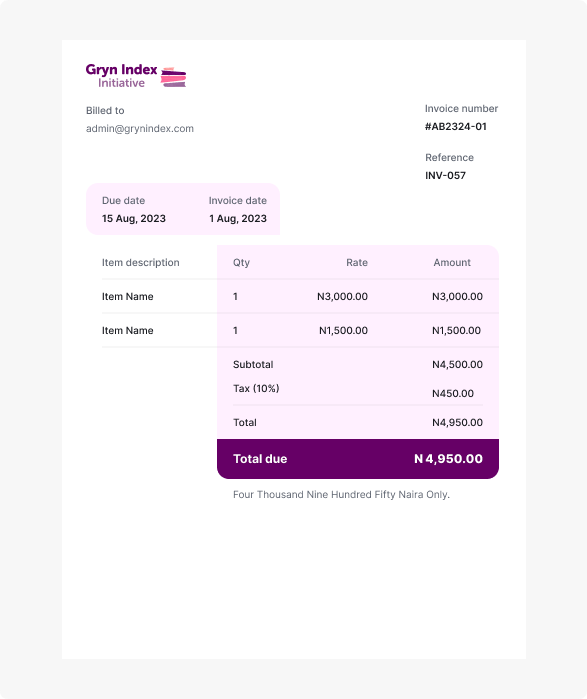 Gryn Index
Initiative
Billed to
admin@grynindex.com
Invoice number
#AB2324-01
Reference
INV-057
Due date Invoice date
15 Aug, 2023 1 Aug, 2023
Item description Qty Rate Amount
Item Name 1 N3,000.00 N3,000.00
Item Name 1 N1,500.00 N1,500.00
Subtotal N4,500.00
Tax (10%) N450.00
Total N4,950.00
Total due N 4,950.00
Four Thousand Nine Hundred Fifty Naira Only.